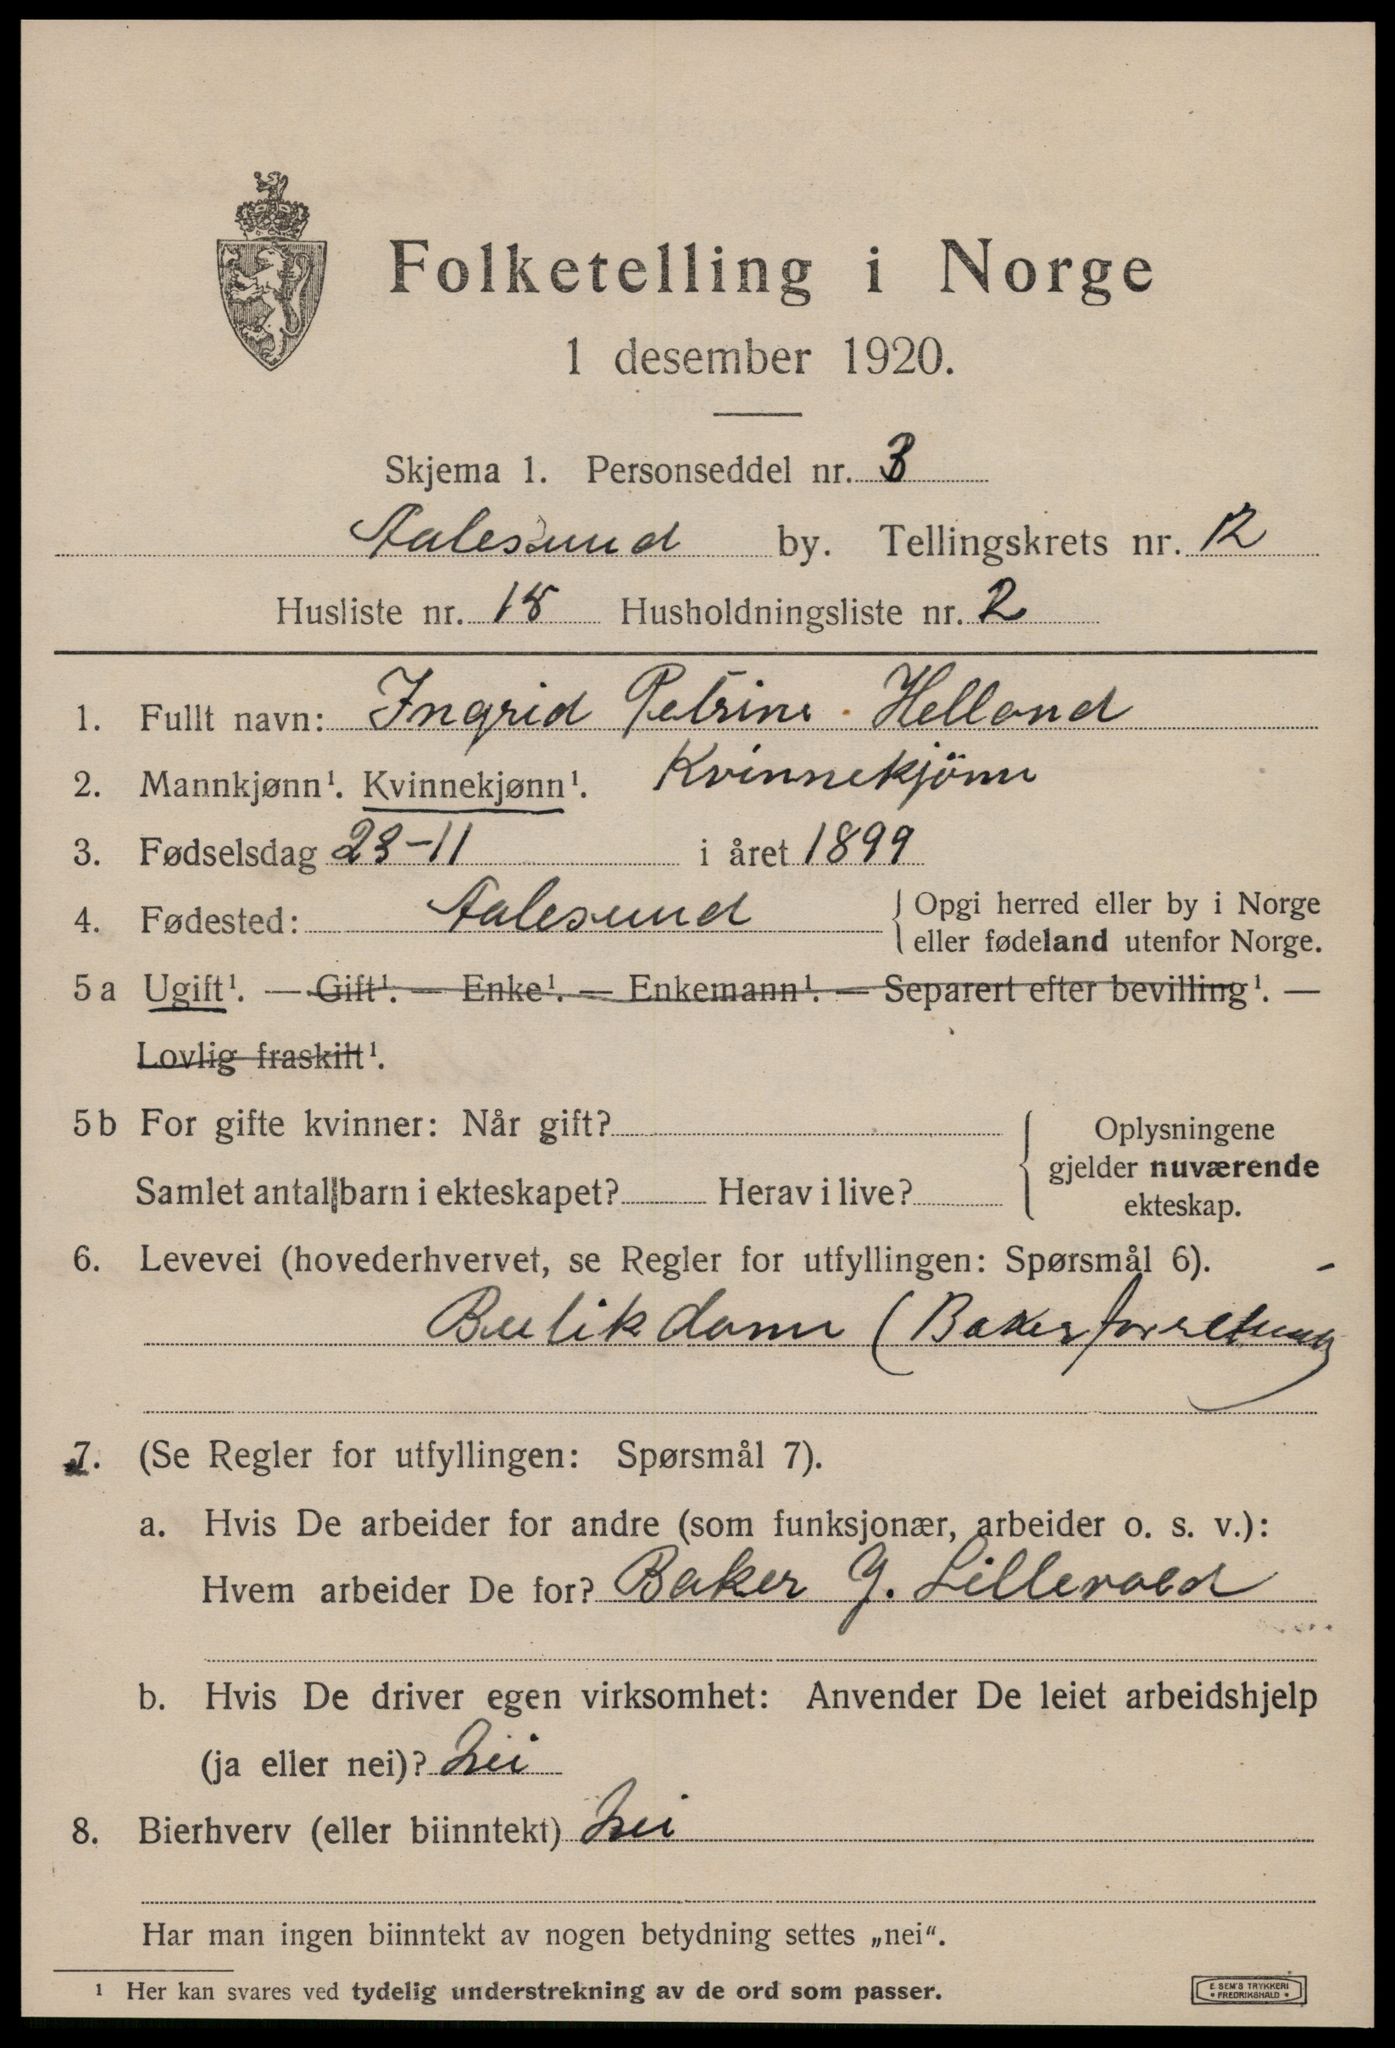 Folketelling i Norge
1 desember 1920.
Skjema 1. Personseddel nr. 3
Aalesund by. Tellingskrets nr. 12
Husliste nr. 18 Husholdningsliste nr. 2
1. Fullt navn: Ingrid Petrine Helland
2. Mannkjønn¹. Kvinnekjønn¹. Kvinnekjönn
3. Fødselsdag 23-11 i året 1899
4. Fødested: Aalesund { Opgi herred eller by i Norge
eller fødeland utenfor Norge.
5a Ugift¹. — Gift¹. — Enke¹. — Enkemann¹. — Separert efter bevilling¹. —
Lovlig fraskilt¹.
5b For gifte kvinner: Når gift?
Samlet antall barn i ekteskapet? Herav i live?
Oplysningene
gjelder nuværende
ekteskap.
6. Levevei (hovederhvervet, se Regler for utfyllingen: Spørsmål 6).
Butikdame (Bakerforretning)
7. (Se Regler for utfyllingen: Spørsmål 7).
a. Hvis De arbeider for andre (som funksjonær, arbeider o. s. v.):
Hvem arbeider De for? Baker G. Lillevold
b. Hvis De driver egen virksomhet: Anvender De leiet arbeidshjelp
(ja eller nei)? Nei
8. Bierhverv (eller biinntekt) Nei
Har man ingen biinntekt av nogen betydning settes „nei“.
¹ Her kan svares ved tydelig understrekning av de ord som passer.
E. SEM'S TRYKKERI
• FREDRIKSHALD •